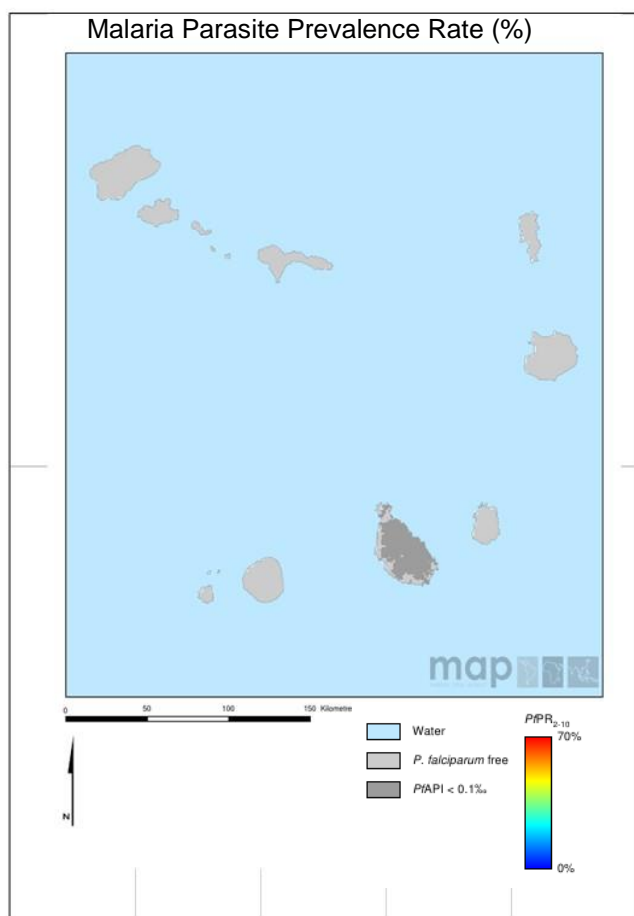 Malaria Parasite Prevalence Rate (%)
map
0 50 100 150 Kilometre
Water
P. falciparum free
PfAPI < 0.1‰
PfPR2-10
70%
0%
N